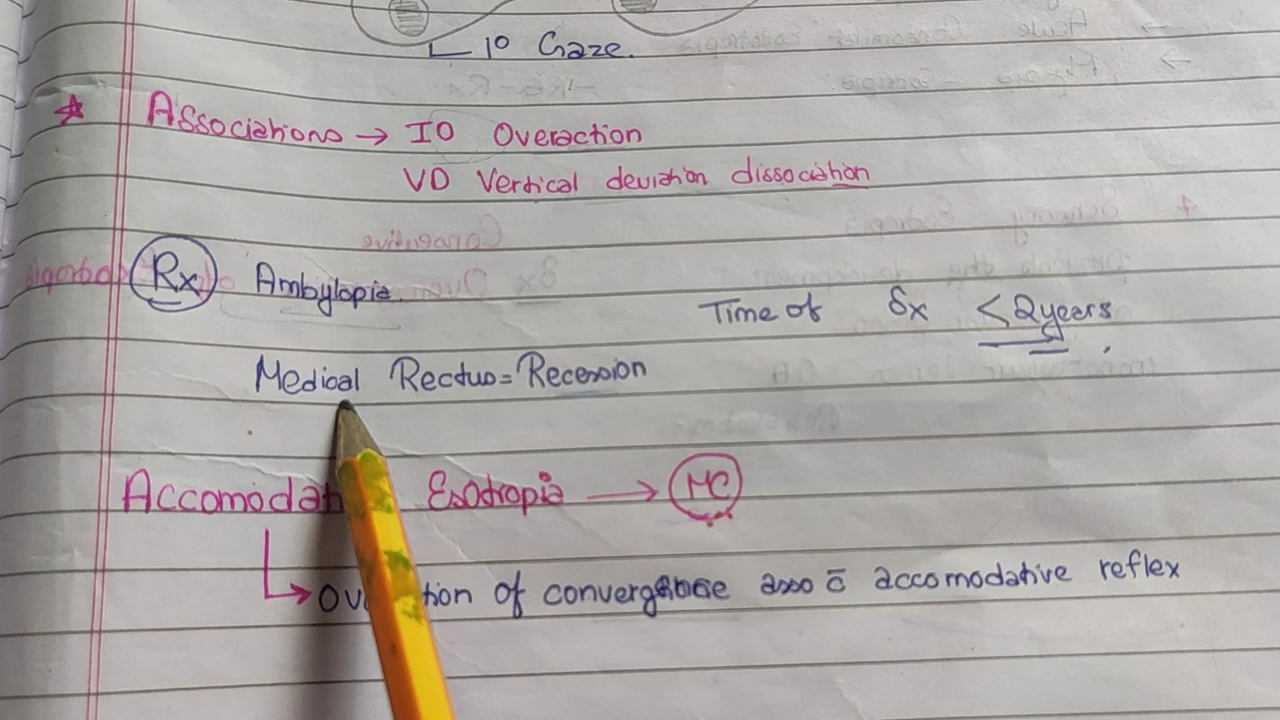 1° Gaze.
Associations → IO Overaction
VD Vertical deviation dissociation
Rx Ambylopia.
Time of Sx <2years
Medical Rectus = Recession
Accomodat Esotropia → MC
Ov tion of convergence asso c̄ accomodative reflex